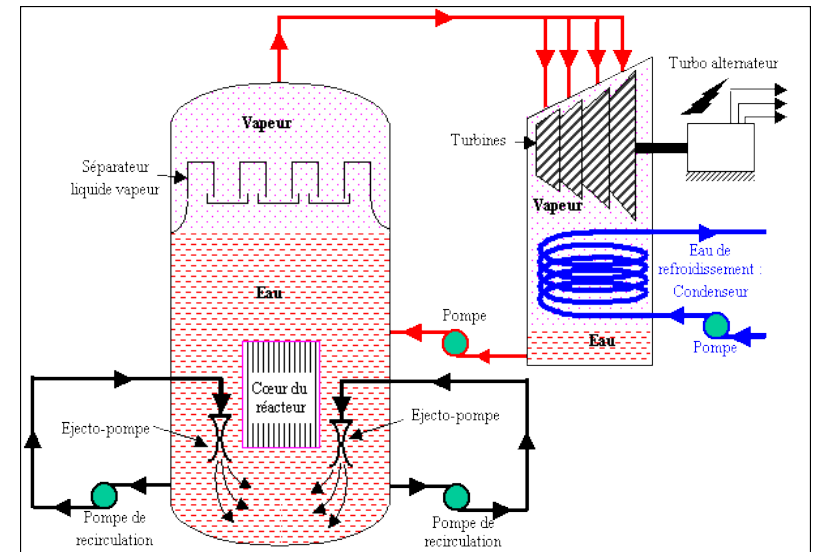 Turbo alternateur
Vapeur
Turbines
Séparateur
liquide vapeur
Vapeur
Eau de
refroidissement :
Condenseur
Eau
Pompe
Eau
Pompe
Cœur du
réacteur
Ejecto-pompe
Ejecto-pompe
Pompe de
recirculation
Pompe de
recirculation